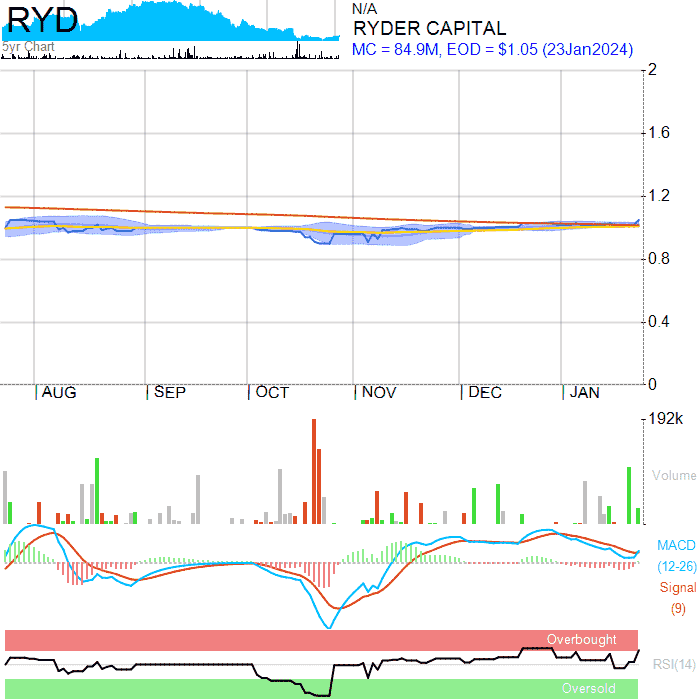 RYD
5yr Chart
N/A
RYDER CAPITAL
MC = 84.9M, EOD = $1.05 (23Jan2024)
2
1.6
1.2
0.8
0.4
0
AUG SEP OCT NOV DEC JAN
192k
Volume
MACD
(12-26)
Signal
(9)
Overbought
RSI(14)
Oversold